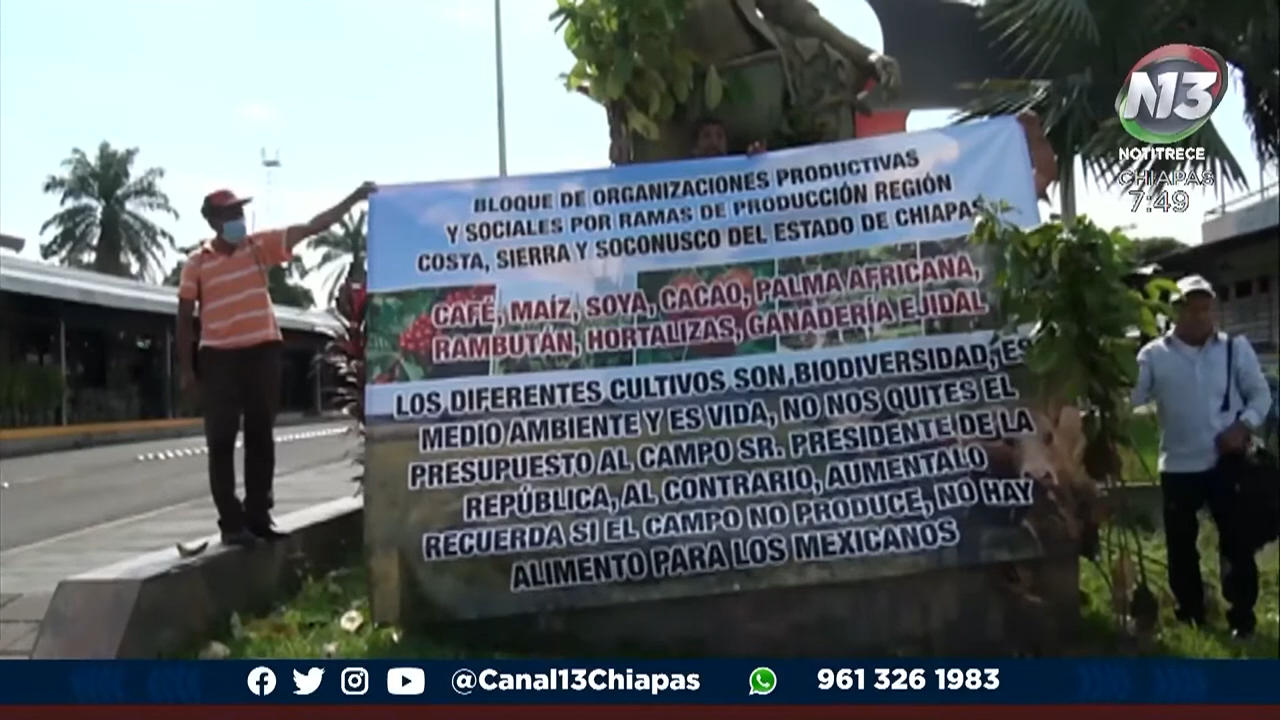 N13
NOTITRECE
CHIAPAS
7:49
BLOQUE DE ORGANIZACIONES PRODUCTIVAS
Y SOCIALES POR RAMAS DE PRODUCCIÓN REGIÓN
COSTA, SIERRA Y SOCONUSCO DEL ESTADO DE CHIAPAS
CAFÉ, MAÍZ, SOYA, CACAO, PALMA AFRICANA,
RAMBUTÁN, HORTALIZAS, GANADERÍA EJIDAL
LOS DIFERENTES CULTIVOS SON BIODIVERSIDAD, ES
MEDIO AMBIENTE Y ES VIDA, NO NOS QUITES EL
PRESUPUESTO AL CAMPO SR. PRESIDENTE DE LA
REPÚBLICA, AL CONTRARIO, AUMENTALO
RECUERDA SI EL CAMPO NO PRODUCE, NO HAY
ALIMENTO PARA LOS MEXICANOS
@Canal13Chiapas
961 326 1983